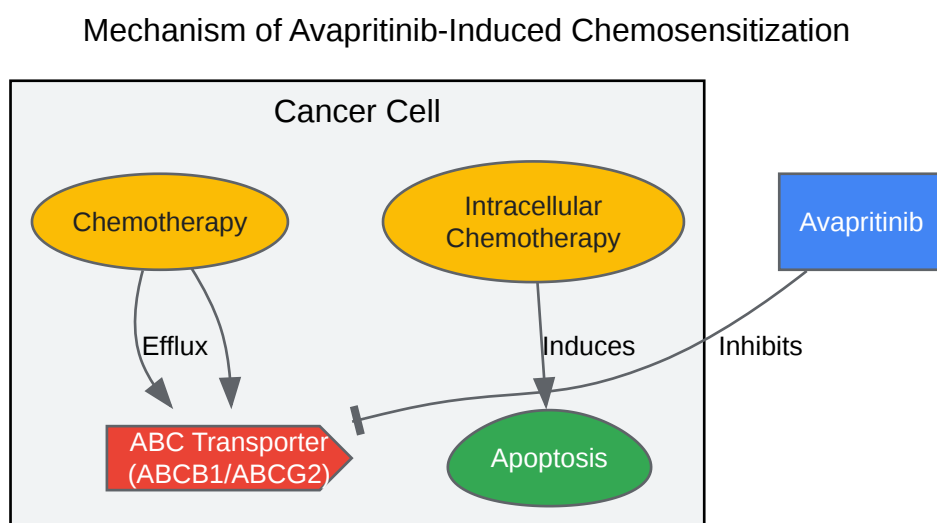 Mechanism of Avapritinib-Induced Chemosensitization
Cancer Cell
Chemotherapy
Intracellular
Chemotherapy
Avapritinib
Efflux
Induces
Inhibits
ABC Transporter
(ABCB1/ABCG2)
Apoptosis